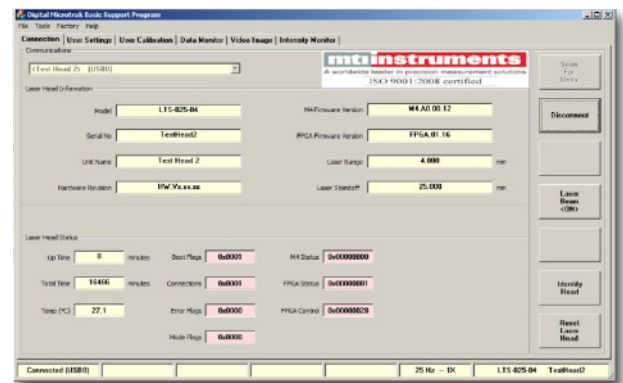 Digital Microtrak Basic Support Program
File Tools Factory Help
Connection User Settings User Calibration Data Monitor Video Image Intensity Monitor
Communications
<Test Head 2> (USB0)
mti instruments
A worldwide leader in precision measurement solutions
ISO 9001:2008 certified
Scan For Units
Disconnect
Laser Head Information
Model LTS-025-04 M4 Firmware Version M4.A0.00.12
Serial No TestHead2 FPGA Firmware Version FPGA.01.16
Unit Name Test Head 2 Laser Range 4.000 mm
Hardware Revision HW.Vx.xx.xx Laser Standoff 25.000 mm
Laser Beam <ON>
Laser Head Status
Up Time 0 minutes Boot Flags 0x0001 M4 Status 0x00000000
Total Time 16466 minutes Connections 0x0001 FPGA Status 0x00000001
Temp (°C) 27.1 Error Flags 0x0000 FPGA Control 0x00000028
Mode Flags 0x0000
Identify Head
Reset Laser Head
Connected (USB0) 25 Hz - 1X LTS-025-04 TestHead2